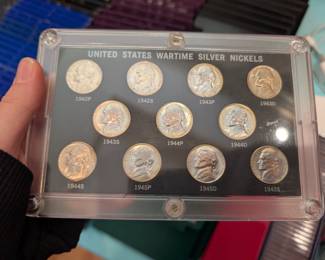 UNITED STATES WARTIME SILVER NICKELS
1942P 1942S 1943P 1943D
1943S 1944P 1944D
1944S 1945P 1945D 1945S